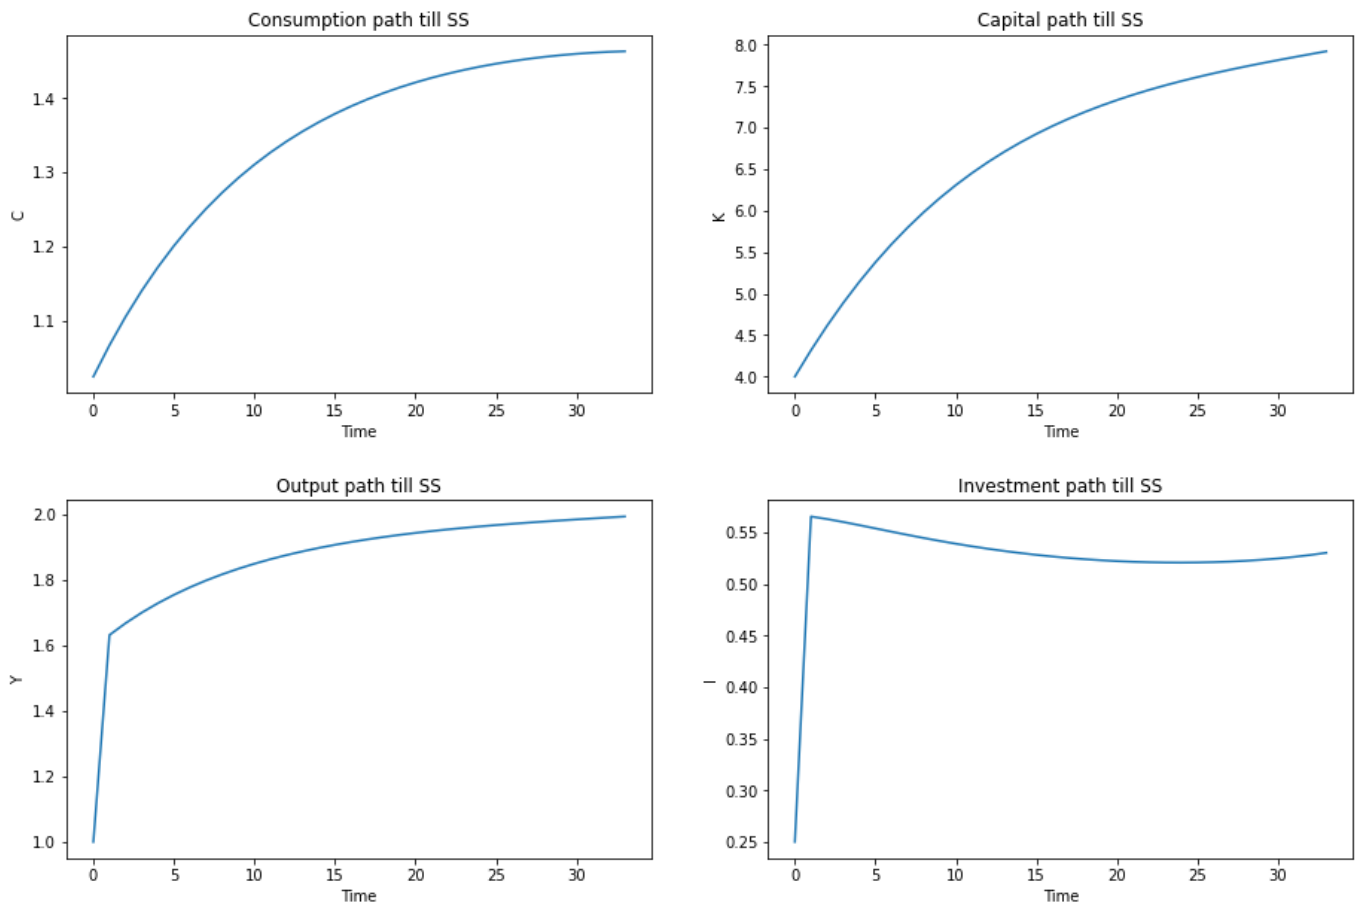 Consumption path till SS
C
1.4
1.3
1.2
1.1
0 5 10 15 20 25 30
Time
Capital path till SS
K
8.0
7.5
7.0
6.5
6.0
5.5
5.0
4.5
4.0
0 5 10 15 20 25 30
Time
Output path till SS
Y
2.0
1.8
1.6
1.4
1.2
1.0
0 5 10 15 20 25 30
Time
Investment path till SS
I
0.55
0.50
0.45
0.40
0.35
0.30
0.25
0 5 10 15 20 25 30
Time